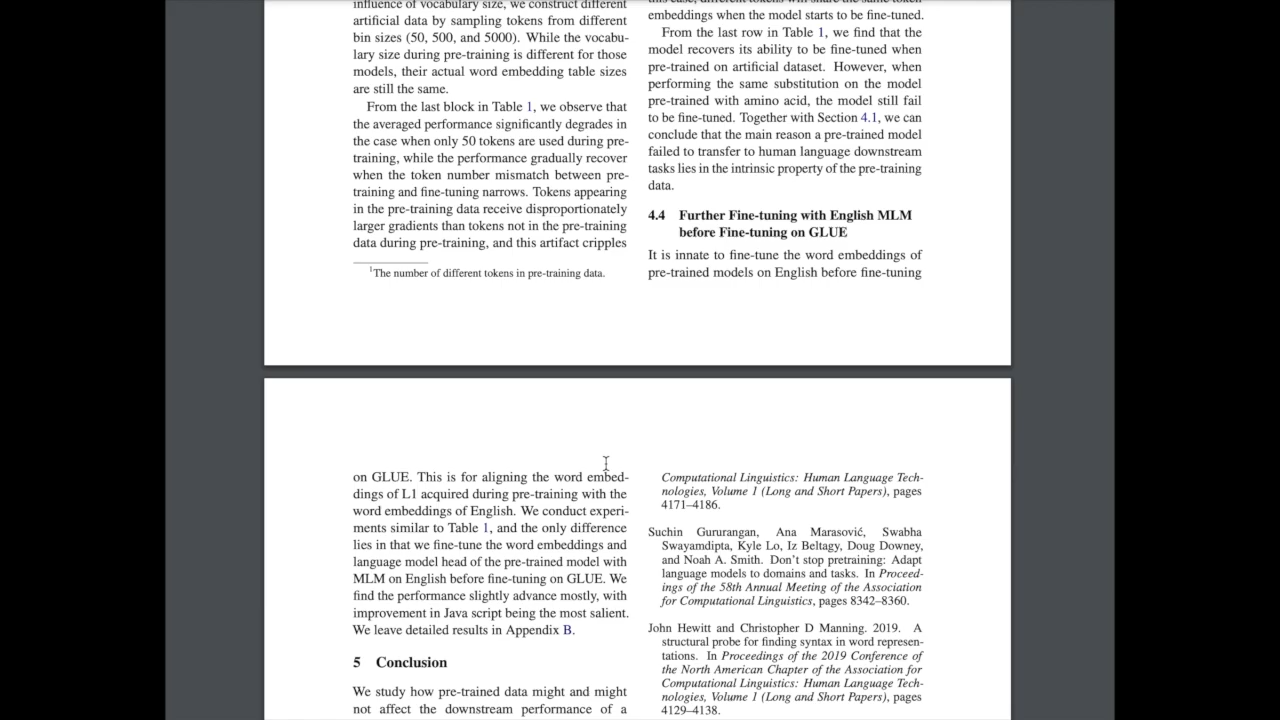 influence of vocabulary size, we construct different
artificial data by sampling tokens from different
bin sizes (50, 500, and 5000). While the vocabu-
lary size during pre-training is different for those
models, their actual word embedding table sizes
are still the same.
From the last block in Table 1, we observe that
the averaged performance significantly degrades in
the case when only 50 tokens are used during pre-
training, while the performance gradually recover
when the token number mismatch between pre-
training and fine-tuning narrows. Tokens appearing
in the pre-training data receive disproportionately
larger gradients than tokens not in the pre-training
data during pre-training, and this artifact cripples
1The number of different tokens in pre-training data.
this case, different tokens will share the same token
embeddings when the model starts to be fine-tuned.
From the last row in Table 1, we find that the
model recovers its ability to be fine-tuned when
pre-trained on artificial dataset. However, when
performing the same substitution on the model
pre-trained with amino acid, the model still fail
to be fine-tuned. Together with Section 4.1, we can
conclude that the main reason a pre-trained model
failed to transfer to human language downstream
tasks lies in the intrinsic property of the pre-training
data.
4.4 Further Fine-tuning with English MLM
before Fine-tuning on GLUE
It is innate to fine-tune the word embeddings of
pre-trained models on English before fine-tuning
on GLUE. This is for aligning the word embed-
dings of L1 acquired during pre-training with the
word embeddings of English. We conduct experi-
ments similar to Table 1, and the only difference
lies in that we fine-tune the word embeddings and
language model head of the pre-trained model with
MLM on English before fine-tuning on GLUE. We
find the performance slightly advance mostly, with
improvement in Java script being the most salient.
We leave detailed results in Appendix B.
5 Conclusion
We study how pre-trained data might and might
not affect the downstream performance of a
Computational Linguistics: Human Language Tech-
nologies, Volume 1 (Long and Short Papers), pages
4171–4186.
Suchin Gururangan, Ana Marasović, Swabha
Swayamdipta, Kyle Lo, Iz Beltagy, Doug Downey,
and Noah A. Smith. Don't stop pretraining: Adapt
language models to domains and tasks. In Proceed-
ings of the 58th Annual Meeting of the Association
for Computational Linguistics, pages 8342–8360.
John Hewitt and Christopher D Manning. 2019. A
structural probe for finding syntax in word represen-
tations. In Proceedings of the 2019 Conference of
the North American Chapter of the Association for
Computational Linguistics: Human Language Tech-
nologies, Volume 1 (Long and Short Papers), pages
4129–4138.